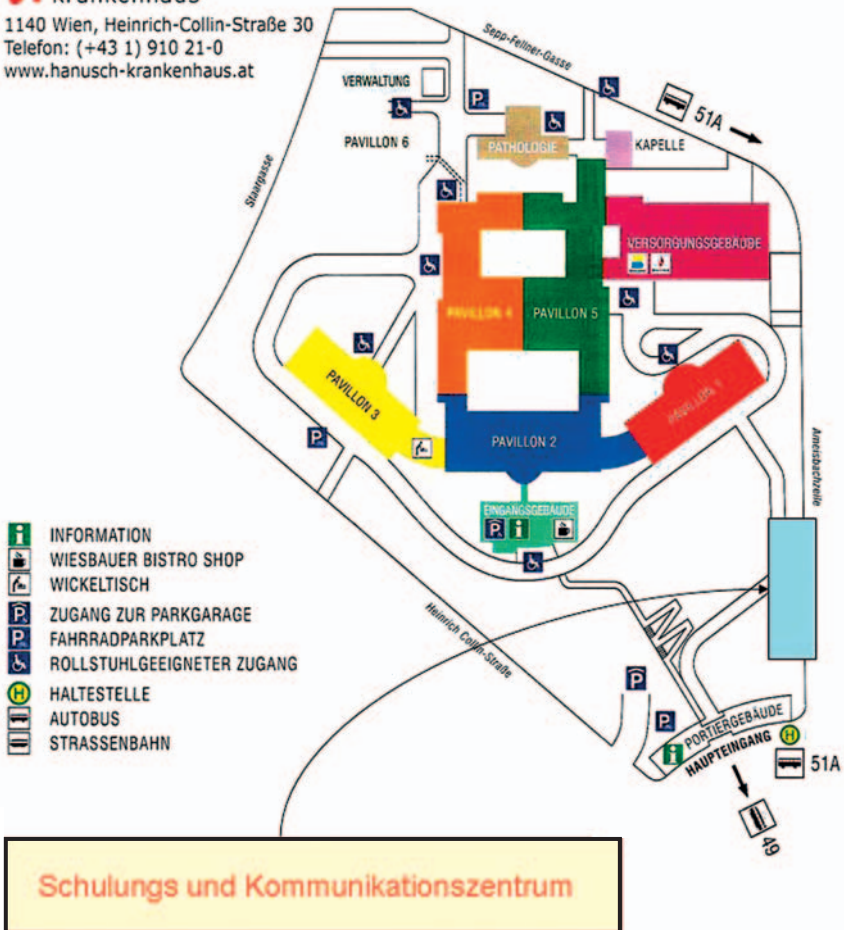 Krankenhaus
1140 Wien, Heinrich-Collin-Straße 30
Telefon: (+43 1) 910 21-0
www.hanusch-krankenhaus.at
Sepp-Fellner-Gasse
VERWALTUNG
P
51A
PAVILLON 6
PATHOLOGIE
KAPELLE
Staargasse
VERSORGUNGSGEBÄUDE
PAVILLON 4
PAVILLON 5
PAVILLON 3
PAVILLON 1
P
PAVILLON 2
Ameisbachzeile
EINGANGSGEBÄUDE
P i
i INFORMATION
WIESBAUER BISTRO SHOP
WICKELTISCH
P ZUGANG ZUR PARKGARAGE
P FAHRRADPARKPLATZ
ROLLSTUHLGEEIGNETER ZUGANG
H HALTESTELLE
AUTOBUS
STRASSENBAHN
Heinrich Collin-Straße
P
P
i
PORTIERGEBÄUDE
HAUPTEINGANG
H
51A
49
Schulungs und Kommunikationszentrum